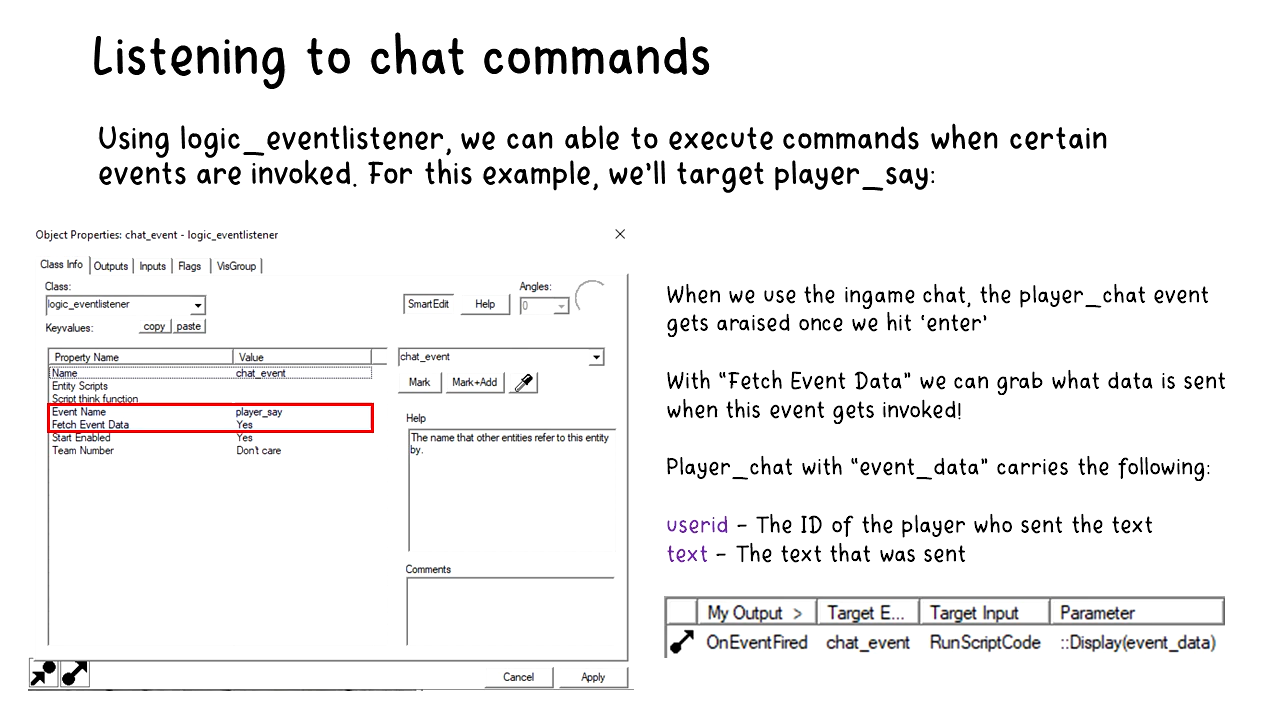 Listening to chat commands
Using logic_eventlistener, we can able to execute commands when certain
events are invoked. For this example, we'll target player_say:
Object Properties: chat_event - logic_eventlistener
Class Info Outputs Inputs Flags VisGroup
Class:
logic_eventlistener
Keyvalues: copy paste
SmartEdit Help
Angles:
0
Property Name Value
Name chat_event
Entity Scripts
Script think function
Event Name player_say
Fetch Event Data Yes
Start Enabled Yes
Team Number Don't care
chat_event
Mark Mark+Add
Help
The name that other entities refer to this entity
by.
Comments
Cancel Apply
When we use the ingame chat, the player_chat event
gets araised once we hit 'enter'
With "Fetch Event Data" we can grab what data is sent
when this event gets invoked!
Player_chat with "event_data" carries the following:
userid - The ID of the player who sent the text
text - The text that was sent
My Output > Target E... Target Input Parameter
OnEventFired chat_event RunScriptCode ::Display(event_data)